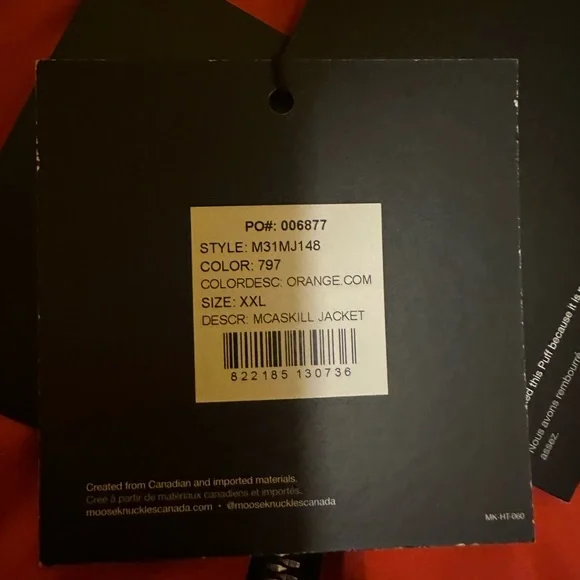 PO#: 006877
STYLE: M31MJ148
COLOR: 797
COLORDESC: ORANGE.COM
SIZE: XXL
DESCR: MCASKILL JACKET
822185 130736
Created from Canadian and imported materials.
Créé à partir de matériaux canadiens et importés.
mooseknucklescanada.com • @mooseknucklescanada
MK-HT-060
this Puff because it is
Nous avons rembourré
assez.